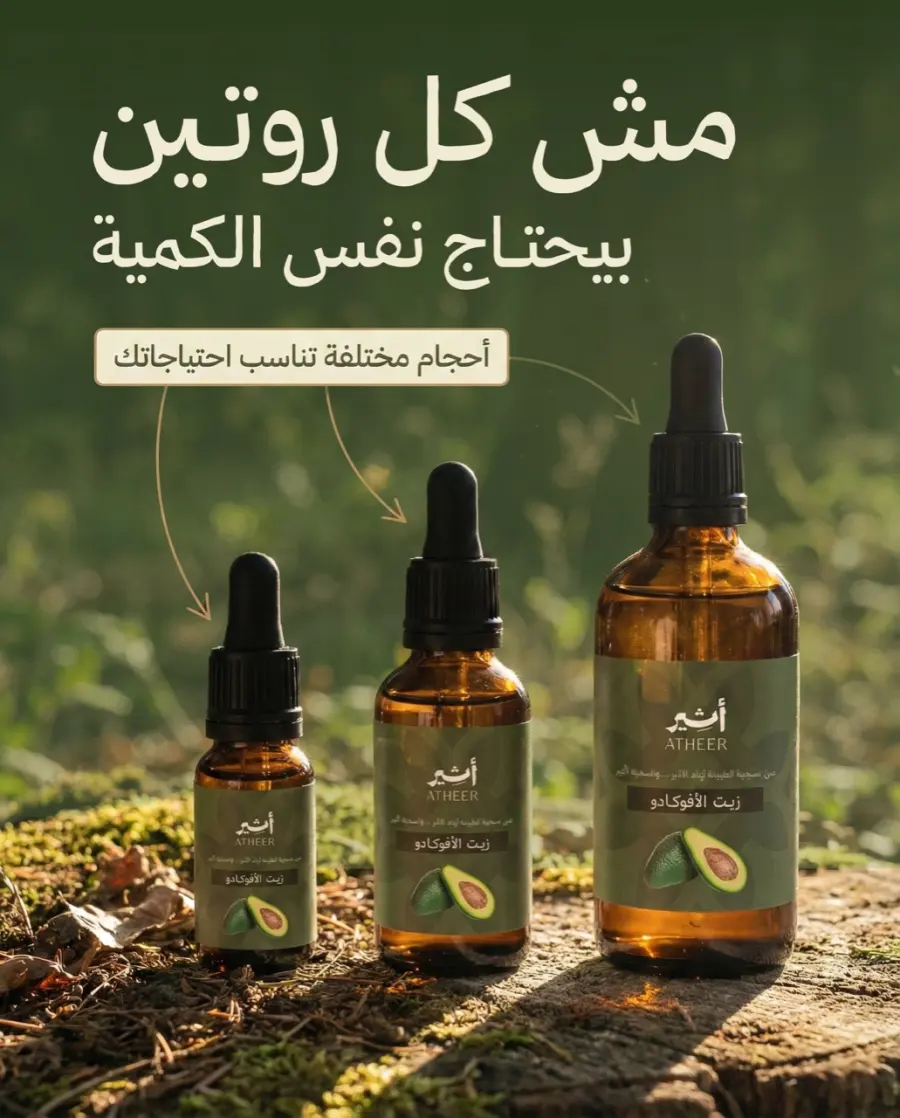 مش كل روتين
بيحتاج نفس الكمية
أحجام مختلفة تناسب احتياجاتك
أثير
ATHEER
زيت الأفوكادو
أثير
ATHEER
زيت الأفوكادو
أثير
ATHEER
زيت الأفوكادو